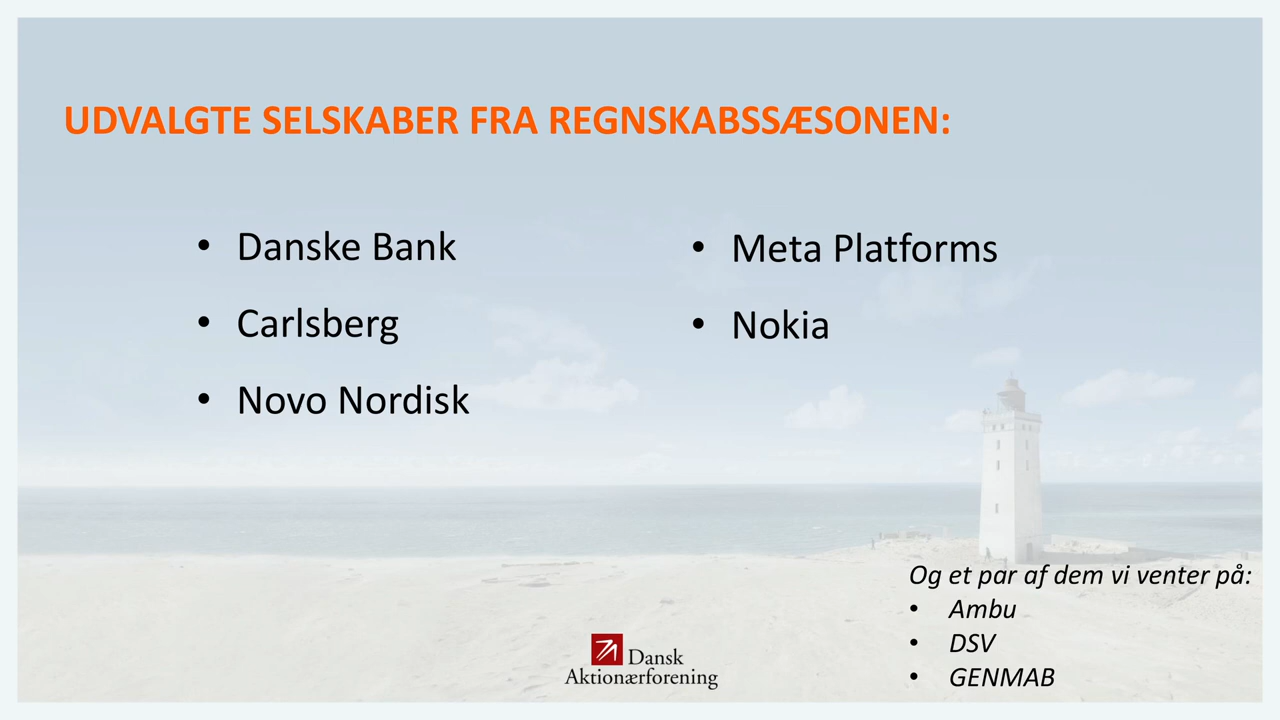 UDVALGTE SELSKABER FRA REGNSKABSSÆSONEN:
• Danske Bank
• Carlsberg
• Novo Nordisk
• Meta Platforms
• Nokia
Og et par af dem vi venter på:
• Ambu
• DSV
• GENMAB
Dansk
Aktionærforening